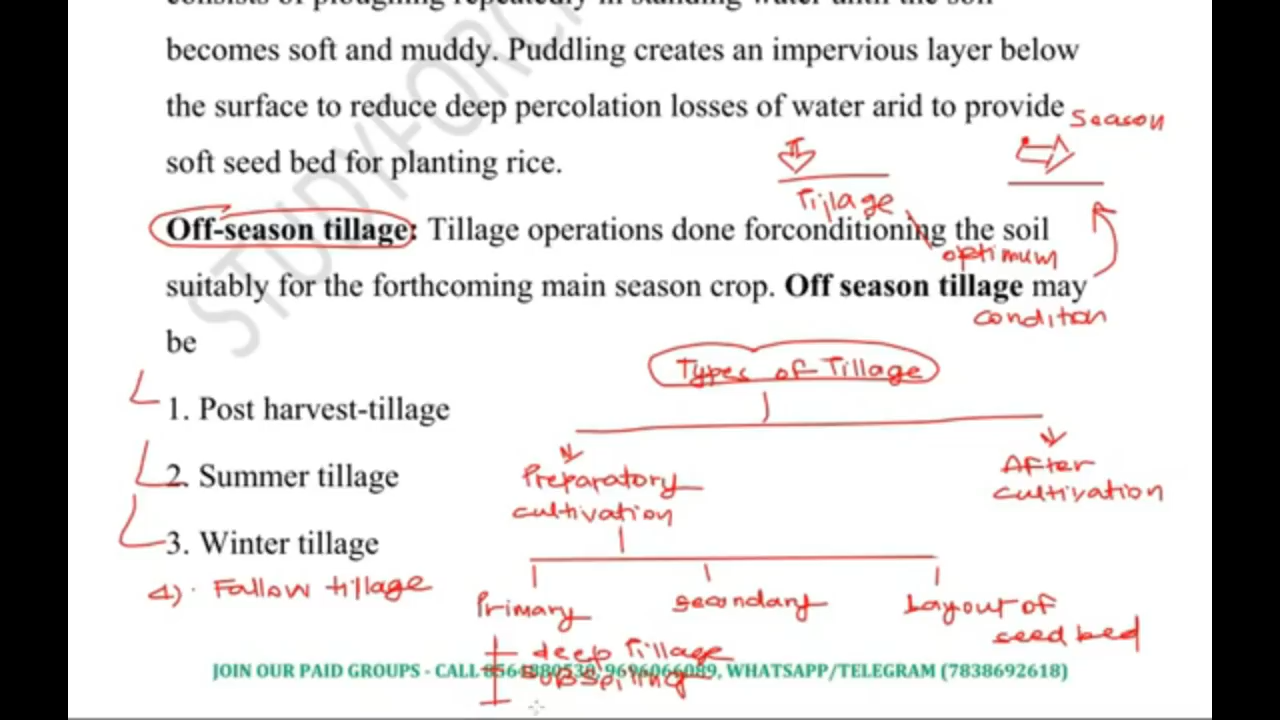 becomes soft and muddy. Puddling creates an impervious layer below
the surface to reduce deep percolation losses of water arid to provide
season
soft seed bed for planting rice.
Tillage
Off-season tillage: Tillage operations done forconditioning the soil
optimum
suitably for the forthcoming main season crop. Off season tillage may
condition
be
Types of Tillage
1. Post harvest-tillage
Preparatory
cultivation
After
cultivation
2. Summer tillage
3. Winter tillage
4). Fallow tillage
Primary
secondary
Layout of
seed bed
deep Tillage
JOIN OUR PAID GROUPS - CALL 9696066089, WHATSAPP/TELEGRAM (7838692618)
STUDYFORC